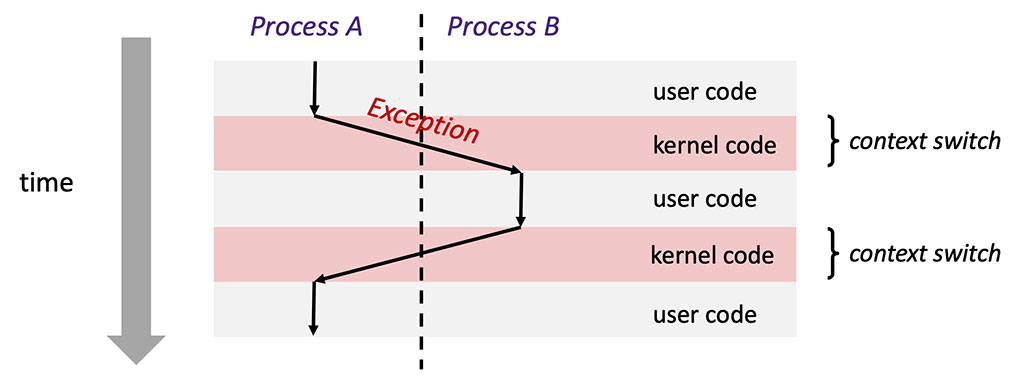 Process A
Process B
user code
Exception
kernel code
context switch
time
user code
kernel code
context switch
user code